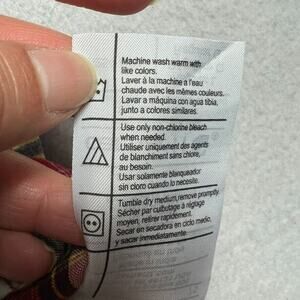 Machine wash warm with
like colors.
Laver à la machine a l'eau
chaude avec les mêmes couleurs.
Lavar a máquina con agua tibia,
junto a colores similares.
Use only non-chlorine bleach
when needed.
Utiliser uniquement des agents
de blanchiment sans chlore,
au besoin.
Usar solamente blanqueador
sin cloro cuando lo necesite.
Tumble dry medium,remove promptly.
Sécher par culbutage à réglage
moyen, retirer rapidement.
Secar en secadora en ciclo medio,
y sacar inmediatamente.